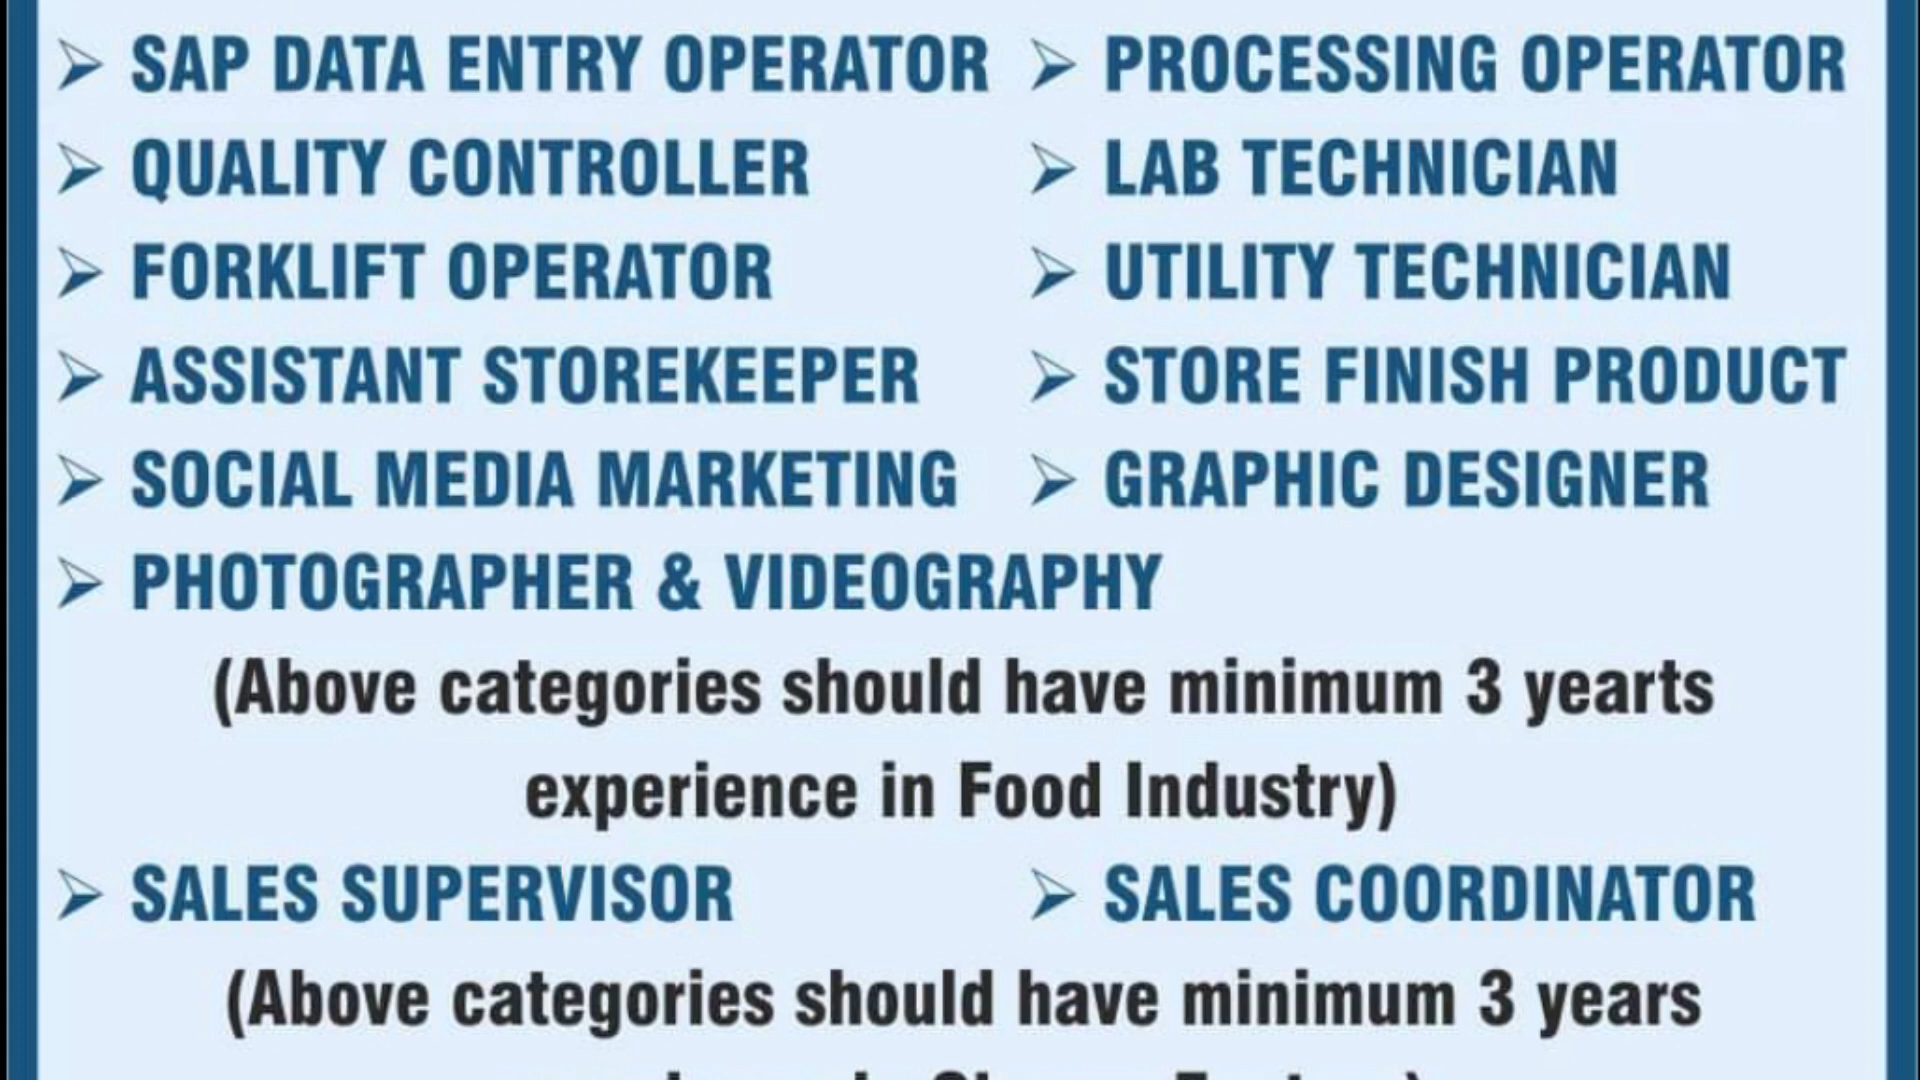 ➢ SAP DATA ENTRY OPERATOR ➢ PROCESSING OPERATOR
➢ QUALITY CONTROLLER ➢ LAB TECHNICIAN
➢ FORKLIFT OPERATOR ➢ UTILITY TECHNICIAN
➢ ASSISTANT STOREKEEPER ➢ STORE FINISH PRODUCT
➢ SOCIAL MEDIA MARKETING ➢ GRAPHIC DESIGNER
➢ PHOTOGRAPHER & VIDEOGRAPHY
(Above categories should have minimum 3 yearts
experience in Food Industry)
➢ SALES SUPERVISOR ➢ SALES COORDINATOR
(Above categories should have minimum 3 years